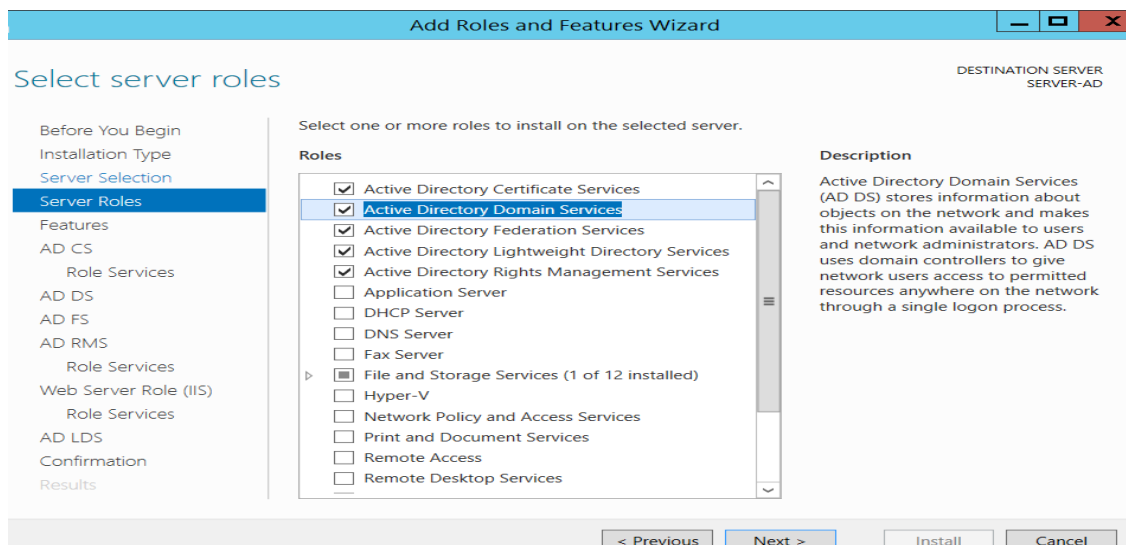 Add Roles and Features Wizard
Select server roles
DESTINATION SERVER
SERVER-AD
Before You Begin
Installation Type
Server Selection
Server Roles
Features
AD CS
Role Services
AD DS
AD FS
AD RMS
Role Services
Web Server Role (IIS)
Role Services
AD LDS
Confirmation
Results
Select one or more roles to install on the selected server.
Roles
Active Directory Certificate Services
Active Directory Domain Services
Active Directory Federation Services
Active Directory Lightweight Directory Services
Active Directory Rights Management Services
Application Server
DHCP Server
DNS Server
Fax Server
File and Storage Services (1 of 12 installed)
Hyper-V
Network Policy and Access Services
Print and Document Services
Remote Access
Remote Desktop Services
Description
Active Directory Domain Services
(AD DS) stores information about
objects on the network and makes
this information available to users
and network administrators. AD DS
uses domain controllers to give
network users access to permitted
resources anywhere on the network
through a single logon process.
< Previous
Next >
Install
Cancel